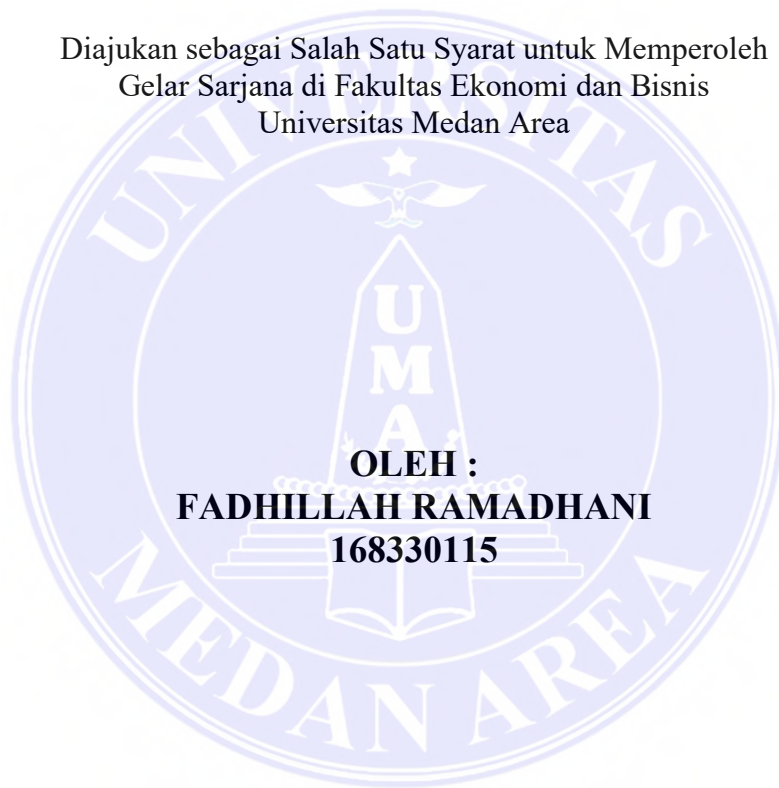 Diajukan sebagai Salah Satu Syarat untuk Memperoleh
Gelar Sarjana di Fakultas Ekonomi dan Bisnis
Universitas Medan Area
UNIVERSITAS
UMA
OLEH :
FADHILLAH RAMADHANI
168330115
MEDAN AREA